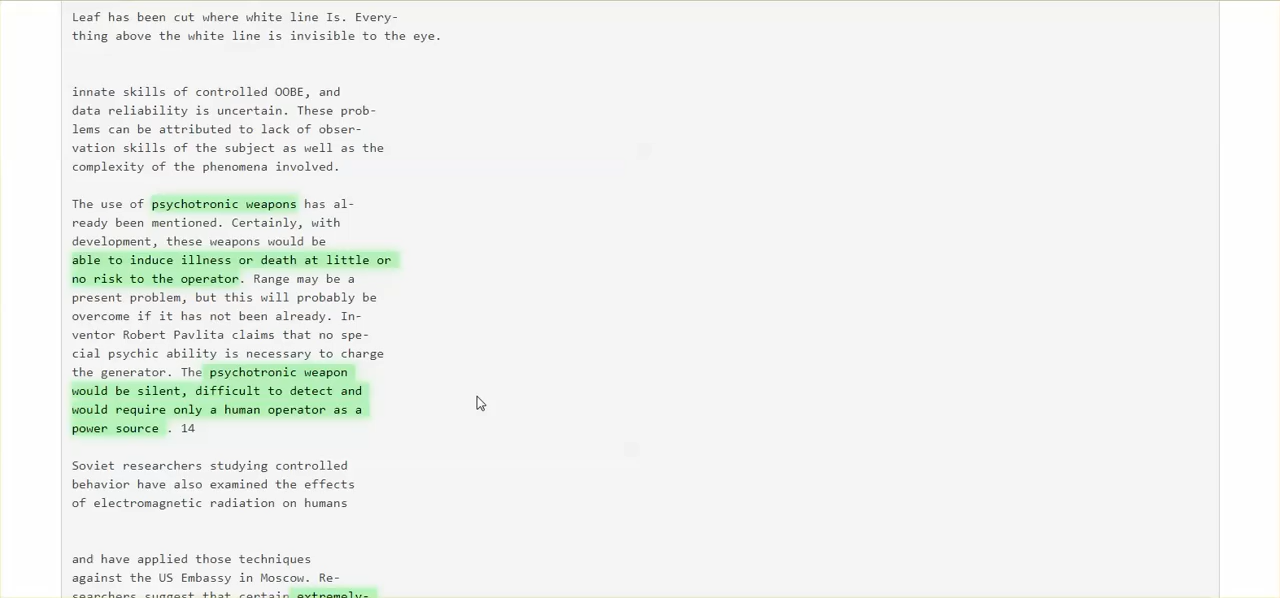 Leaf has been cut where white line Is. Every-
thing above the white line is invisible to the eye.
innate skills of controlled OOBE, and
data reliability is uncertain. These prob-
lems can be attributed to lack of obser-
vation skills of the subject as well as the
complexity of the phenomena involved.
The use of psychotronic weapons has al-
ready been mentioned. Certainly, with
development, these weapons would be
able to induce illness or death at little or
no risk to the operator. Range may be a
present problem, but this will probably be
overcome if it has not been already. In-
ventor Robert Pavlita claims that no spe-
cial psychic ability is necessary to charge
the generator. The psychotronic weapon
would be silent, difficult to detect and
would require only a human operator as a
power source . 14
Soviet researchers studying controlled
behavior have also examined the effects
of electromagnetic radiation on humans
and have applied those techniques
against the US Embassy in Moscow. Re-
searchers suggest that certain extremely-